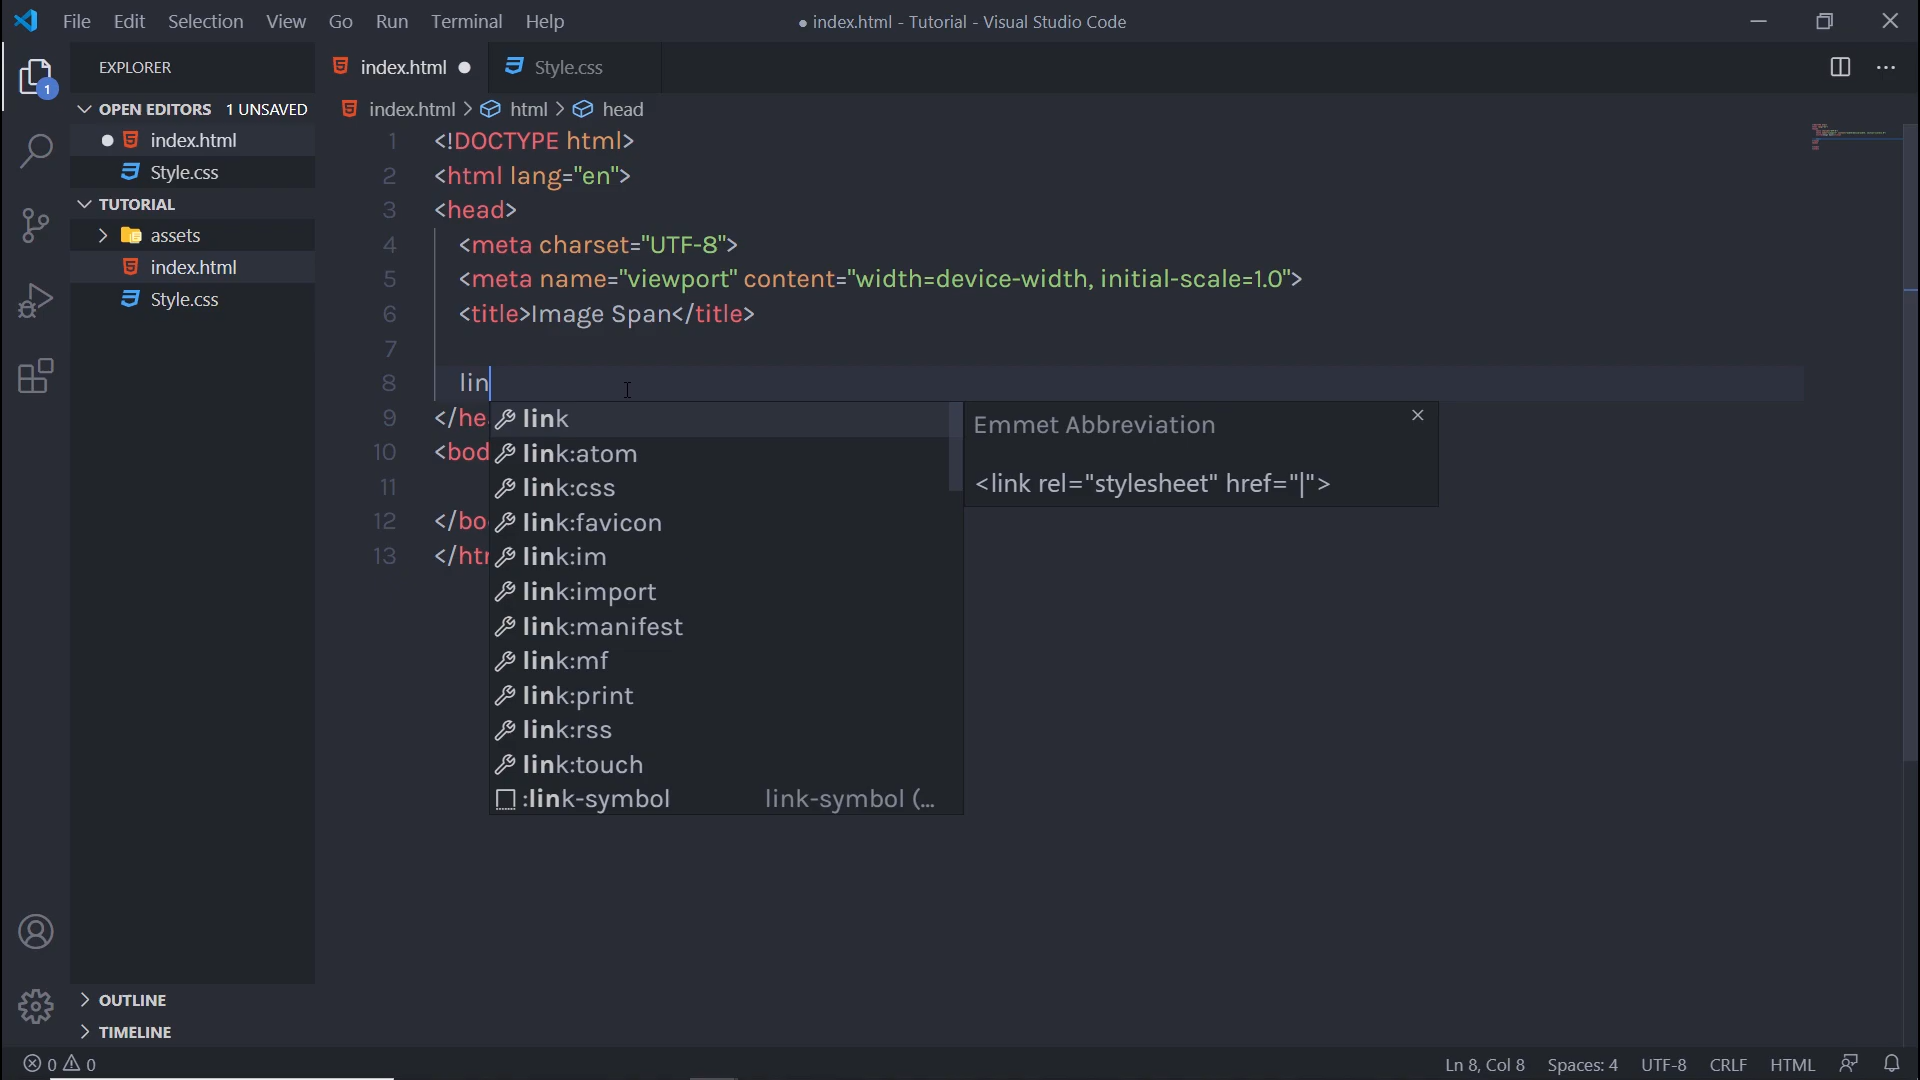 File Edit Selection View Go Run Terminal Help
● index.html - Tutorial - Visual Studio Code
1
EXPLORER
OPEN EDITORS 1 UNSAVED
index.html
Style.css
TUTORIAL
assets
index.html
Style.css
OUTLINE
TIMELINE
index.html ● Style.css
index.html > html > head
1 <!DOCTYPE html>
2 <html lang="en">
3 <head>
4 <meta charset="UTF-8">
5 <meta name="viewport" content="width=device-width, initial-scale=1.0">
6 <title>Image Span</title>
7
8 lin
9 </he
10 <bod
11
12 </bo
13 </ht
link
link:atom
link:css
link:favicon
link:im
link:import
link:manifest
link:mf
link:print
link:rss
link:touch
:link-symbol link-symbol (...
Emmet Abbreviation
<link rel="stylesheet" href="|">
0 0
Ln 8, Col 8 Spaces: 4 UTF-8 CRLF HTML